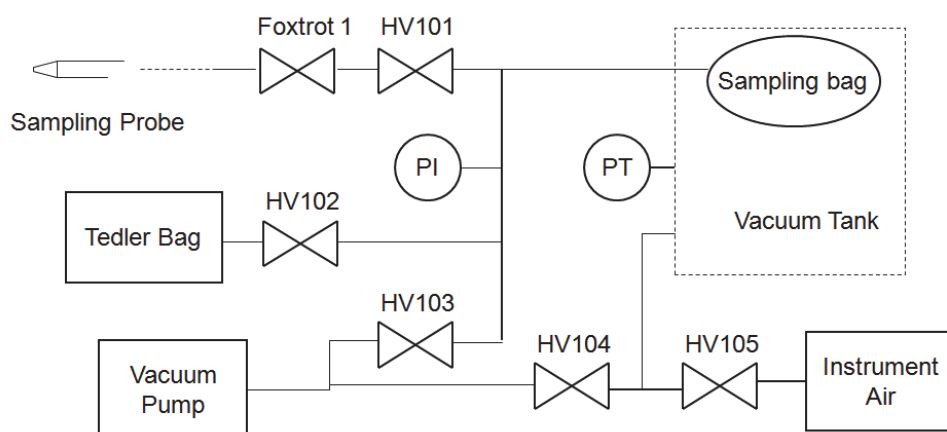 Foxtrot 1
HV101
Sampling bag
Sampling Probe
PI
PT
HV102
Tedler Bag
Vacuum Tank
HV103
HV104
HV105
Vacuum
Pump
Instrument
Air